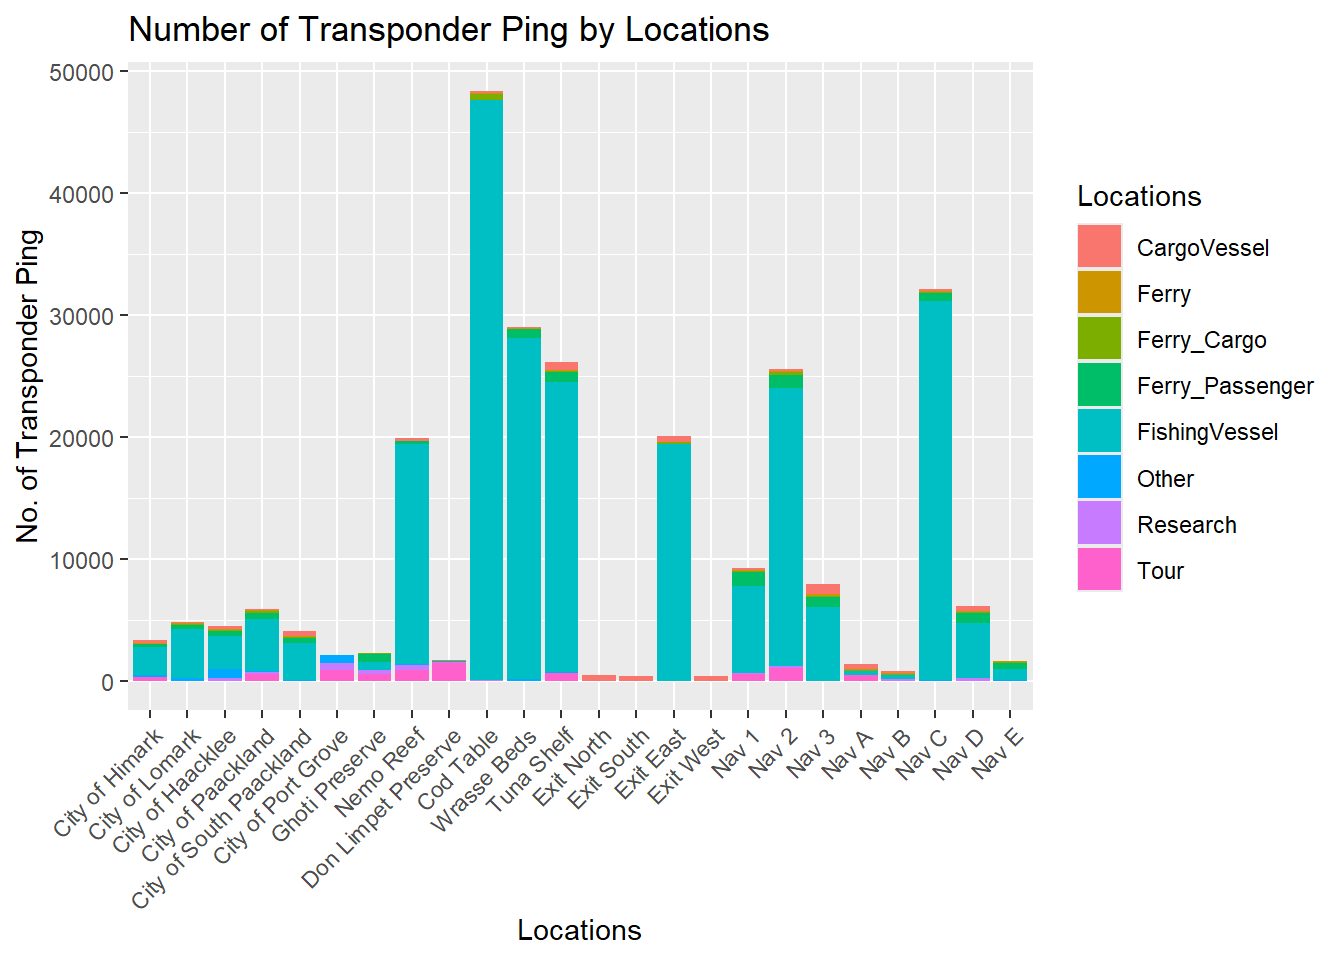 Number of Transponder Ping by Locations
No. of Transponder Ping
50000
40000
30000
20000
10000
0
City of Himark
City of Lomark
City of Haacklee
City of Paackland
City of South Paackland
City of Port Grove
Ghoti Preserve
Nemo Reef
Don Limpet Preserve
Cod Table
Wrasse Beds
Tuna Shelf
Exit North
Exit South
Exit East
Exit West
Nav 1
Nav 2
Nav 3
Nav A
Nav B
Nav C
Nav D
Nav E
Locations
Locations
CargoVessel
Ferry
Ferry_Cargo
Ferry_Passenger
FishingVessel
Other
Research
Tour